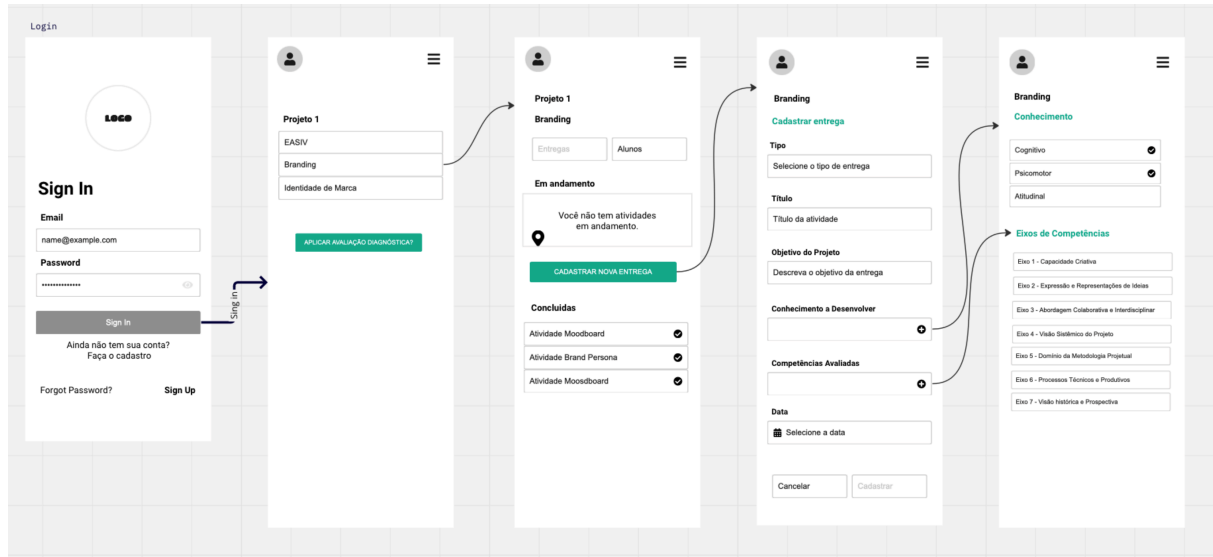 Login
LOGO
Sign In
Email
name@example.com
Password
••••••••••••••
Sign In
Ainda não tem sua conta?
Faça o cadastro
Forgot Password?
Sign Up
Sing in
Projeto 1
EASIV
Branding
Identidade de Marca
APLICAR AVALIAÇÃO DIAGNÓSTICA?
Projeto 1
Branding
Entregas
Alunos
Em andamento
Você não tem atividades
em andamento.
CADASTRAR NOVA ENTREGA
Concluidas
Atividade Moodboard
Atividade Brand Persona
Atividade Moosdboard
Branding
Cadastrar entrega
Tipo
Selecione o tipo de entrega
Título
Título da atividade
Objetivo do Projeto
Descreva o objetivo da entrega
Conhecimento a Desenvolver
Competências Avaliadas
Data
Selecione a data
Cancelar
Cadastrar
Branding
Conhecimento
Cognitivo
Psicomotor
Atitudinal
Eixos de Competências
Eixo 1 - Capacidade Criativa
Eixo 2 - Expressão e Representações de Ideias
Eixo 3 - Abordagem Colaborativa e Interdisciplinar
Eixo 4 - Visão Sistêmico do Projeto
Eixo 5 - Domínio da Metodologia Projetual
Eixo 6 - Processos Técnicos e Produtivos
Eixo 7 - Visão histórica e Prospectiva